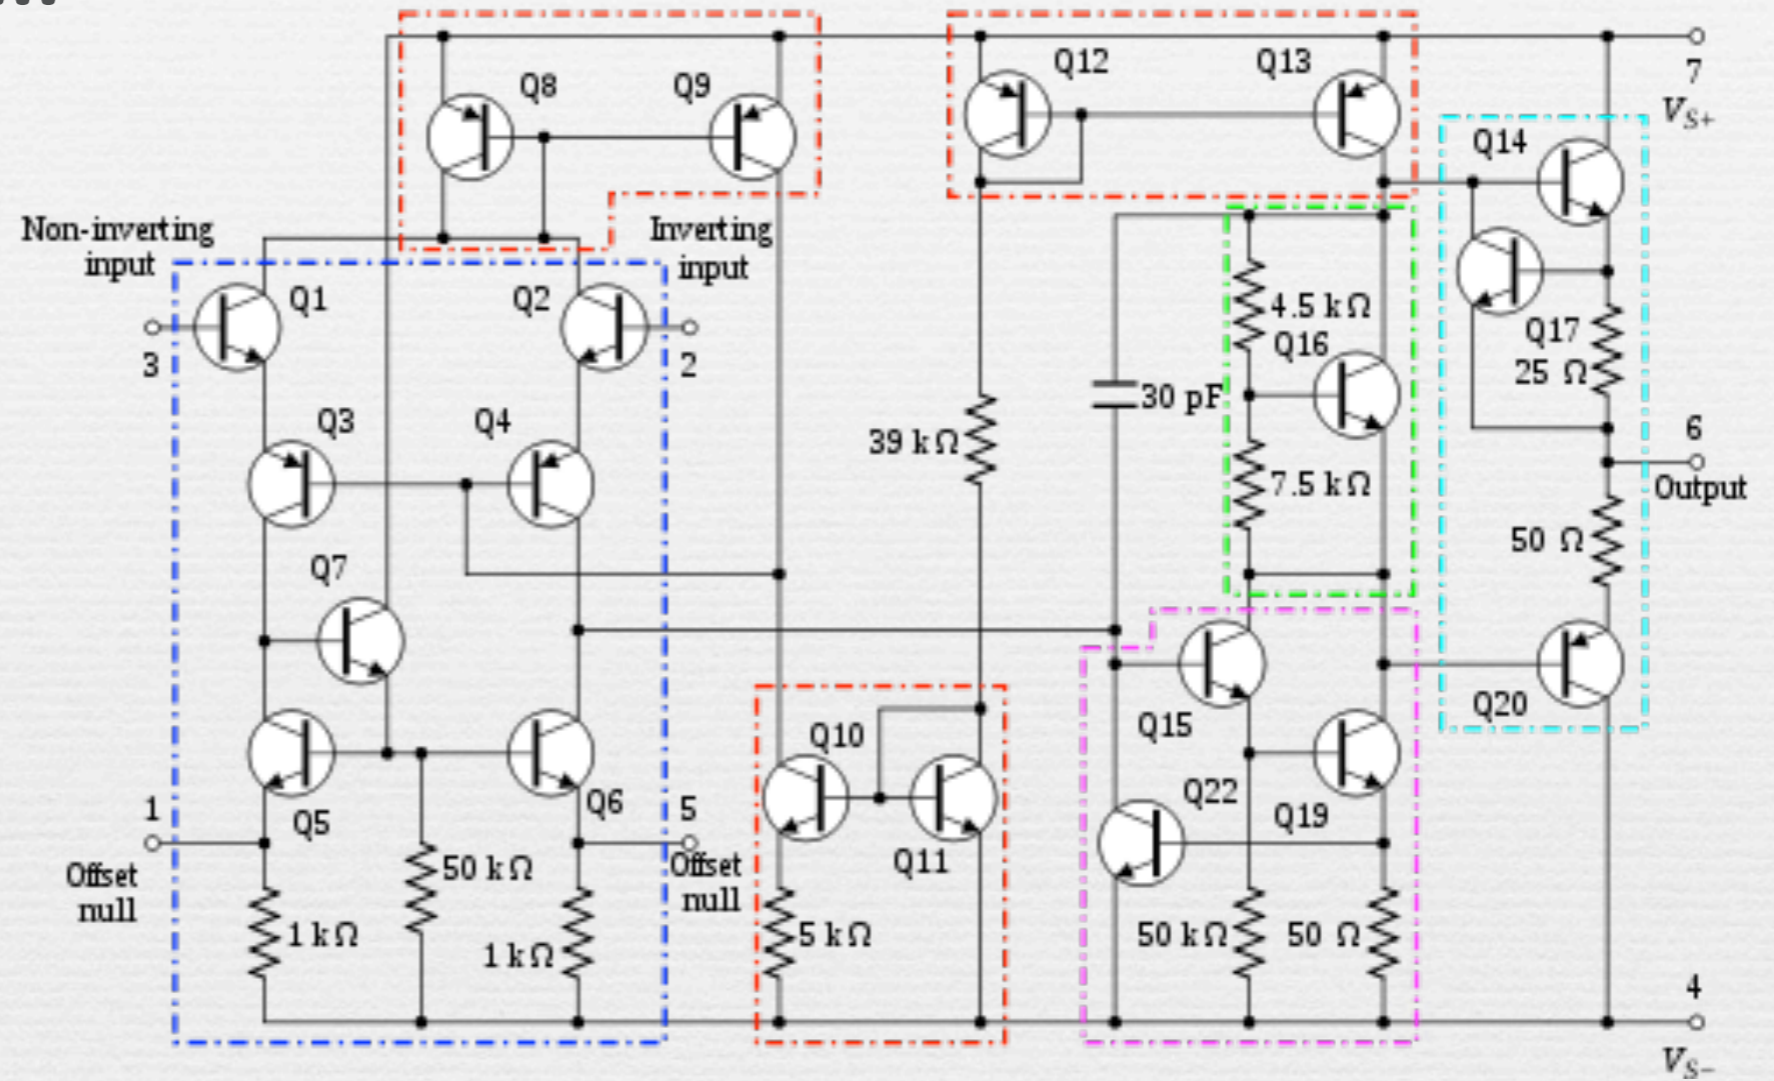 Q8
Q9
Q12
Q13
7
V_{S+}
Q14
Non-inverting
input
Inverting
input
Q1
Q2
3
2
4.5 kΩ
Q16
Q17
25 Ω
30 pF
Q3
Q4
39 kΩ
6
Output
7.5 kΩ
50 Ω
Q7
Q15
Q20
Q10
1
Q5
Q6
5
Q22
Q19
Q11
Offset
null
50 kΩ
Offset
null
1 kΩ
1 kΩ
5 kΩ
50 kΩ
50 Ω
4
V_{S−}